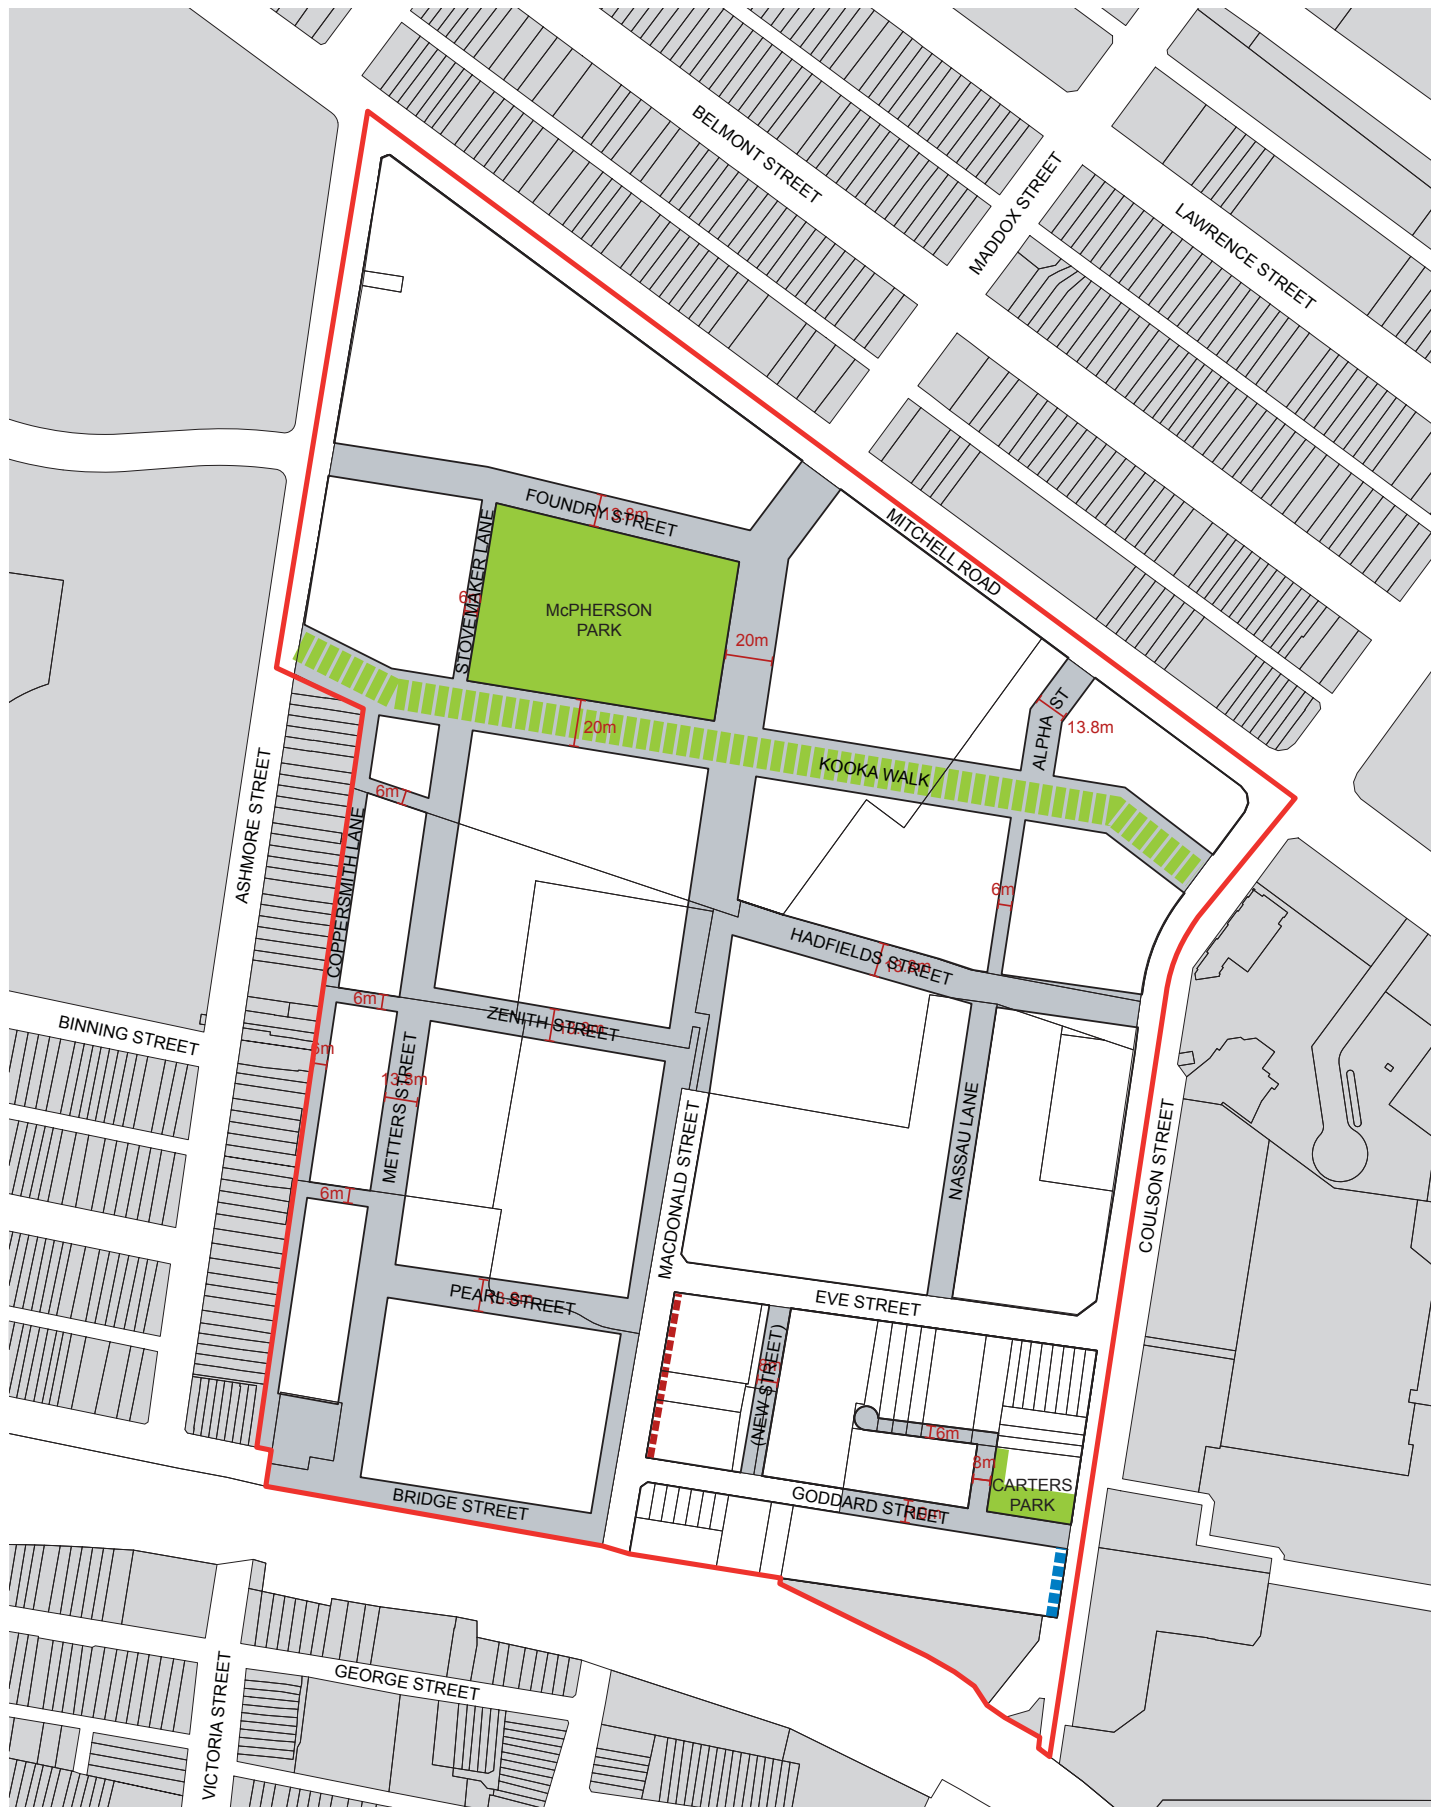 BELMONT STREET
MADDOX STREET
LAWRENCE STREET
FOUNDRY STREET
13.8m
MITCHELL ROAD
STOVEMAKER LANE
McPHERSON
PARK
20m
ALPHA ST
13.8m
20m
KOOKA WALK
6m
ASHMORE STREET
COPPERSMITH LANE
6m
HADFIELDS STREET
6m
ZENITH STREET
BINNING STREET
6m
13.8m
METTERS STREET
MACDONALD STREET
NASSAU LANE
COULSON STREET
6m
PEARL STREET
EVE STREET
(NEW STREET)
6m
8m
CARTERS
PARK
BRIDGE STREET
GODDARD STREET
GEORGE STREET
VICTORIA STREET